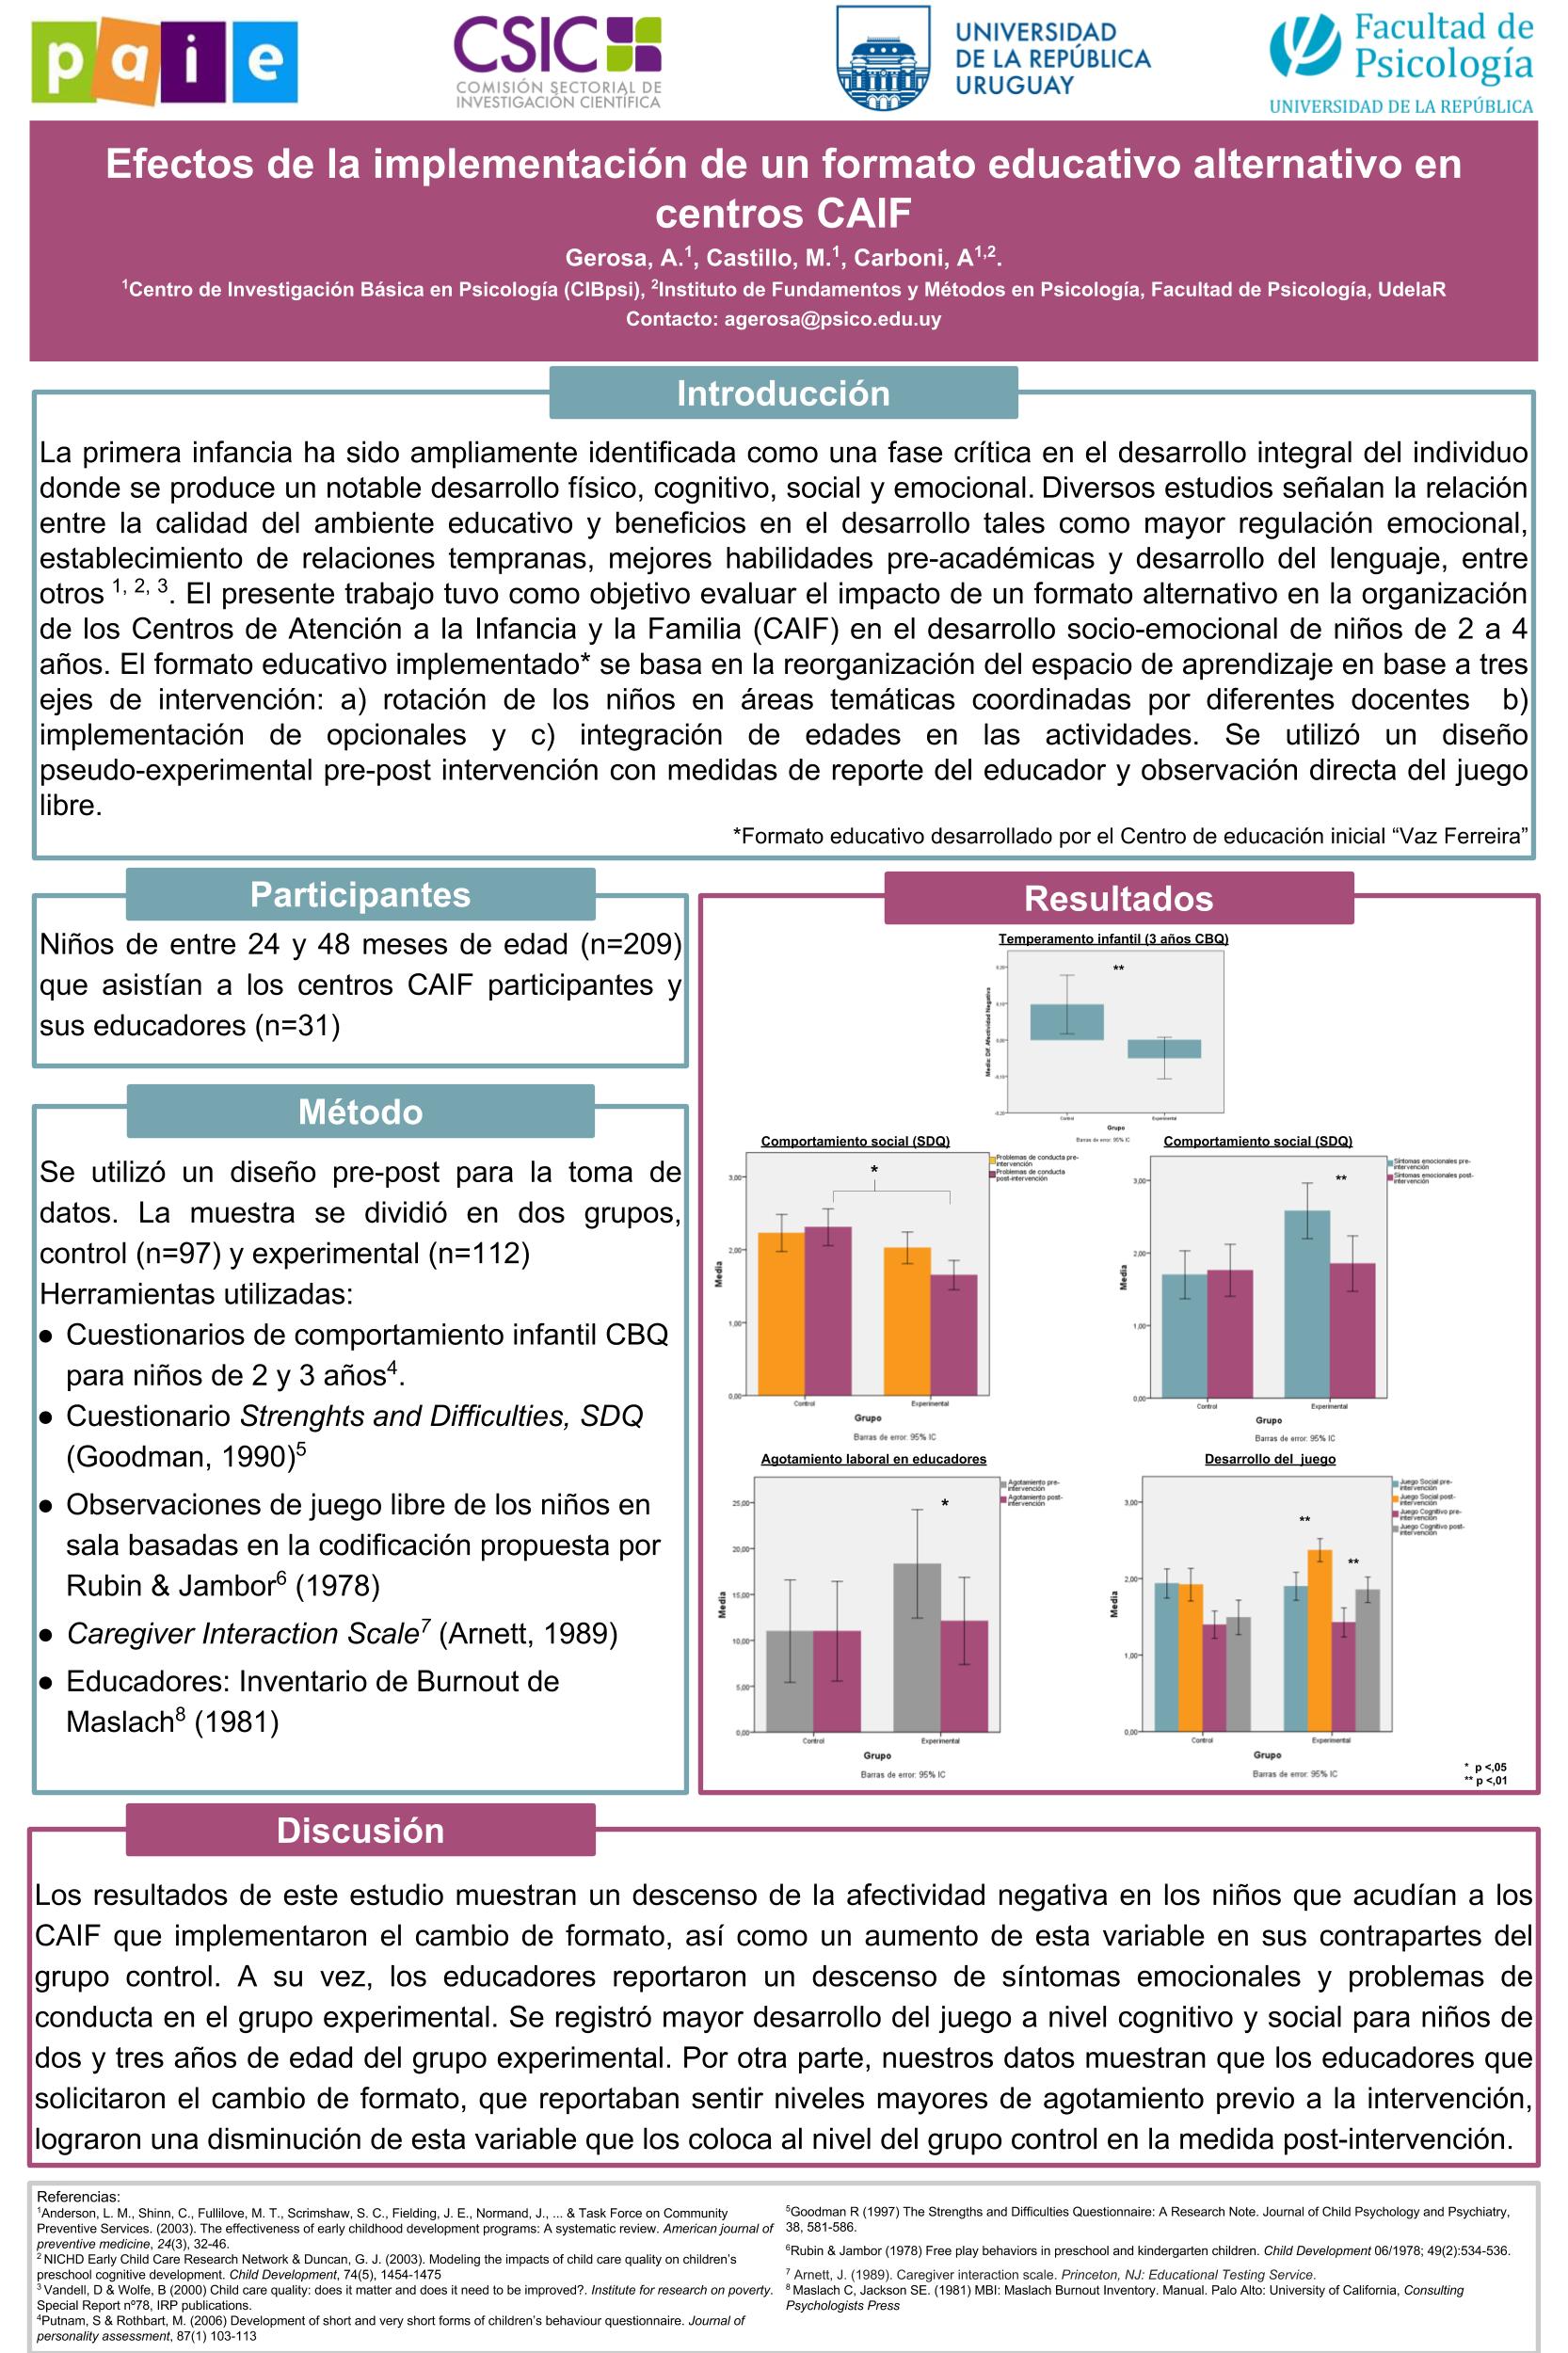 paie
CSIC
COMISIÓN SECTORIAL DE
INVESTIGACIÓN CIENTÍFICA
UNIVERSIDAD
DE LA REPÚBLICA
URUGUAY
Facultad de
Psicología
UNIVERSIDAD DE LA REPÚBLICA
Efectos de la implementación de un formato educativo alternativo en
centros CAIF
Gerosa, A.1, Castillo, M.1, Carboni, A1,2.
1Centro de Investigación Básica en Psicología (CIBpsi), 2Instituto de Fundamentos y Métodos en Psicología, Facultad de Psicología, UdelaR
Contacto: agerosa@psico.edu.uy
Introducción
La primera infancia ha sido ampliamente identificada como una fase crítica en el desarrollo integral del individuo
donde se produce un notable desarrollo físico, cognitivo, social y emocional. Diversos estudios señalan la relación
entre la calidad del ambiente educativo y beneficios en el desarrollo tales como mayor regulación emocional,
establecimiento de relaciones tempranas, mejores habilidades pre-académicas y desarrollo del lenguaje, entre
otros 1, 2, 3. El presente trabajo tuvo como objetivo evaluar el impacto de un formato alternativo en la organización
de los Centros de Atención a la Infancia y la Familia (CAIF) en el desarrollo socio-emocional de niños de 2 a 4
años. El formato educativo implementado* se basa en la reorganización del espacio de aprendizaje en base a tres
ejes de intervención: a) rotación de los niños en áreas temáticas coordinadas por diferentes docentes b)
implementación de opcionales y c) integración de edades en las actividades. Se utilizó un diseño
pseudo-experimental pre-post intervención con medidas de reporte del educador y observación directa del juego
libre.
*Formato educativo desarrollado por el Centro de educación inicial “Vaz Ferreira”
Participantes
Niños de entre 24 y 48 meses de edad (n=209)
que asistían a los centros CAIF participantes y
sus educadores (n=31)
Método
Se utilizó un diseño pre-post para la toma de
datos. La muestra se dividió en dos grupos,
control (n=97) y experimental (n=112)
Herramientas utilizadas:
● Cuestionarios de comportamiento infantil CBQ
para niños de 2 y 3 años4.
● Cuestionario Strenghts and Difficulties, SDQ
(Goodman, 1990)5
● Observaciones de juego libre de los niños en
sala basadas en la codificación propuesta por
Rubin & Jambor6 (1978)
● Caregiver Interaction Scale7 (Arnett, 1989)
● Educadores: Inventario de Burnout de
Maslach8 (1981)
Resultados
Temperamento infantil (3 años CBQ)
**
0,20
0,10
0,00
-0,10
-0,20
Media: Dif. Afectividad Negativa
Control
Experimental
Grupo
Barras de error: 95% IC
Comportamiento social (SDQ)
Problemas de conducta pre-
intervención
Problemas de conducta
post-intervención
*
3,00
2,00
1,00
0,00
Media
Control
Experimental
Grupo
Barras de error: 95% IC
Comportamiento social (SDQ)
Síntomas emocionales pre-
intervención
Síntomas emocionales post-
intervención
**
3,00
2,00
1,00
0,00
Media
Control
Experimental
Grupo
Barras de error: 95% IC
Agotamiento laboral en educadores
Agotamiento pre-
intervención
Agotamiento post-
intervención
*
25,00
20,00
15,00
10,00
5,00
0,00
Media
Control
Experimental
Grupo
Barras de error: 95% IC
Desarrollo del juego
Juego Social pre-
intervención
Juego Social post-
intervención
Juego Cognitivo pre-
intervención
Juego Cognitivo post-
intervención
**
**
3,00
2,00
1,00
0,00
Media
Control
Experimental
Grupo
Barras de error: 95% IC
* p <,05
** p <,01
Discusión
Los resultados de este estudio muestran un descenso de la afectividad negativa en los niños que acudían a los
CAIF que implementaron el cambio de formato, así como un aumento de esta variable en sus contrapartes del
grupo control. A su vez, los educadores reportaron un descenso de síntomas emocionales y problemas de
conducta en el grupo experimental. Se registró mayor desarrollo del juego a nivel cognitivo y social para niños de
dos y tres años de edad del grupo experimental. Por otra parte, nuestros datos muestran que los educadores que
solicitaron el cambio de formato, que reportaban sentir niveles mayores de agotamiento previo a la intervención,
lograron una disminución de esta variable que los coloca al nivel del grupo control en la medida post-intervención.
Referencias:
1Anderson, L. M., Shinn, C., Fullilove, M. T., Scrimshaw, S. C., Fielding, J. E., Normand, J., ... & Task Force on Community
Preventive Services. (2003). The effectiveness of early childhood development programs: A systematic review. American journal of
preventive medicine, 24(3), 32-46.
2 NICHD Early Child Care Research Network & Duncan, G. J. (2003). Modeling the impacts of child care quality on children’s
preschool cognitive development. Child Development, 74(5), 1454-1475
3 Vandell, D & Wolfe, B (2000) Child care quality: does it matter and does it need to be improved?. Institute for research on poverty.
Special Report nº78, IRP publications.
4Putnam, S & Rothbart, M. (2006) Development of short and very short forms of children’s behaviour questionnaire. Journal of
personality assessment, 87(1) 103-113
5Goodman R (1997) The Strengths and Difficulties Questionnaire: A Research Note. Journal of Child Psychology and Psychiatry,
38, 581-586.
6Rubin & Jambor (1978) Free play behaviors in preschool and kindergarten children. Child Development 06/1978; 49(2):534-536.
7 Arnett, J. (1989). Caregiver interaction scale. Princeton, NJ: Educational Testing Service.
8 Maslach C, Jackson SE. (1981) MBI: Maslach Burnout Inventory. Manual. Palo Alto: University of California, Consulting
Psychologists Press